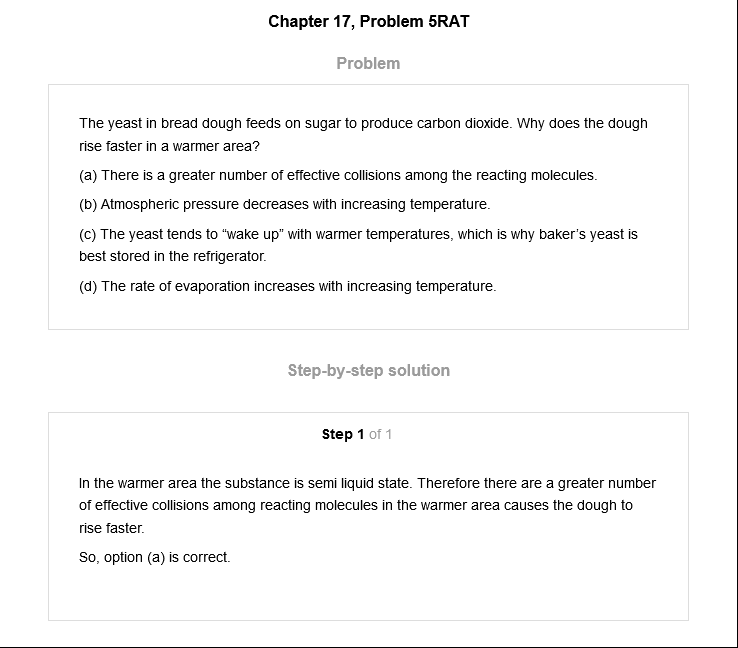 Chapter 17, Problem 5RAT
Problem
The yeast in bread dough feeds on sugar to produce carbon dioxide. Why does the dough
rise faster in a warmer area?
(a) There is a greater number of effective collisions among the reacting molecules.
(b) Atmospheric pressure decreases with increasing temperature.
(c) The yeast tends to “wake up” with warmer temperatures, which is why baker’s yeast is
best stored in the refrigerator.
(d) The rate of evaporation increases with increasing temperature.
Step-by-step solution
Step 1 of 1
In the warmer area the substance is semi liquid state. Therefore there are a greater number
of effective collisions among reacting molecules in the warmer area causes the dough to
rise faster.
So, option (a) is correct.